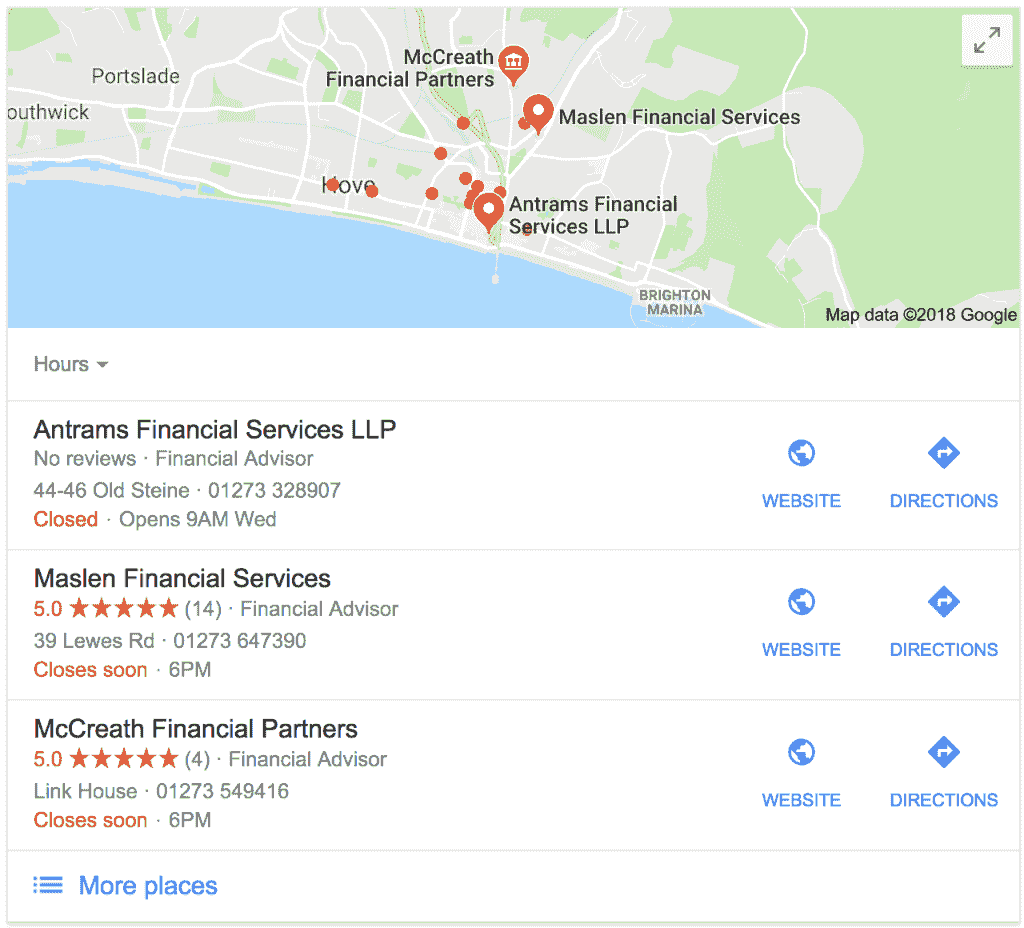 McCreath
Financial Partners
Portslade
outhwick
Maslen Financial Services
Hove
Antrams Financial
Services LLP
BRIGHTON
MARINA
Map data ©2018 Google
Hours
Antrams Financial Services LLP
No reviews · Financial Advisor
44-46 Old Steine · 01273 328907
Closed · Opens 9AM Wed
WEBSITE
DIRECTIONS
Maslen Financial Services
5.0 ★★★★★ (14) · Financial Advisor
39 Lewes Rd · 01273 647390
Closes soon · 6PM
WEBSITE
DIRECTIONS
McCreath Financial Partners
5.0 ★★★★★ (4) · Financial Advisor
Link House · 01273 549416
Closes soon · 6PM
WEBSITE
DIRECTIONS
More places